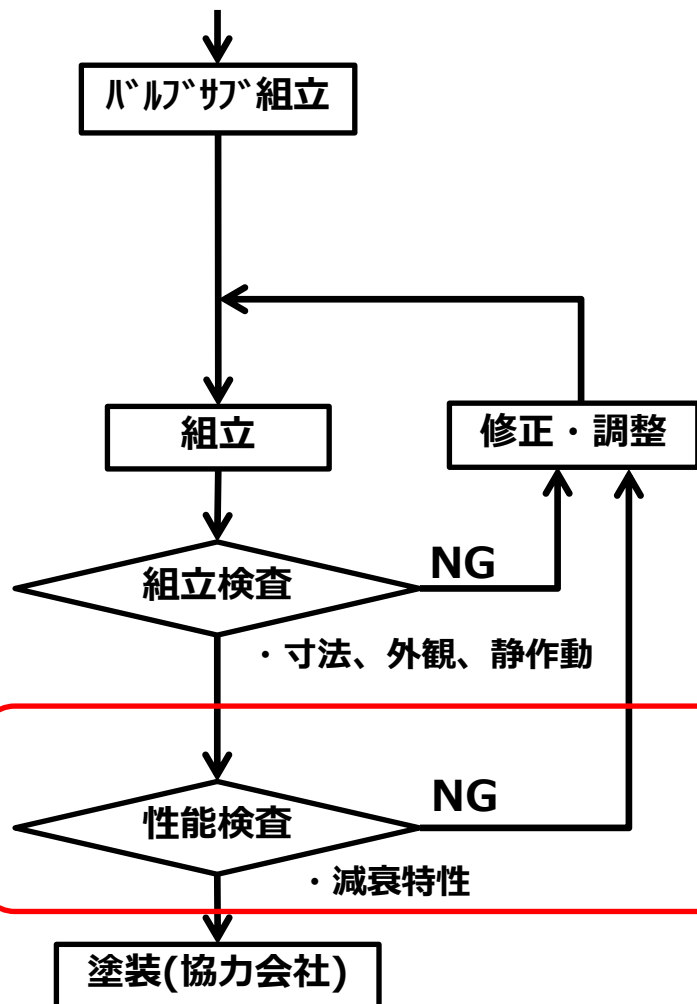 ﾊﾞﾙﾌﾞｻﾌﾞ組立
組立
修正・調整
組立検査
NG
・寸法、外観、静作動
性能検査
NG
・減衰特性
塗装(協力会社)